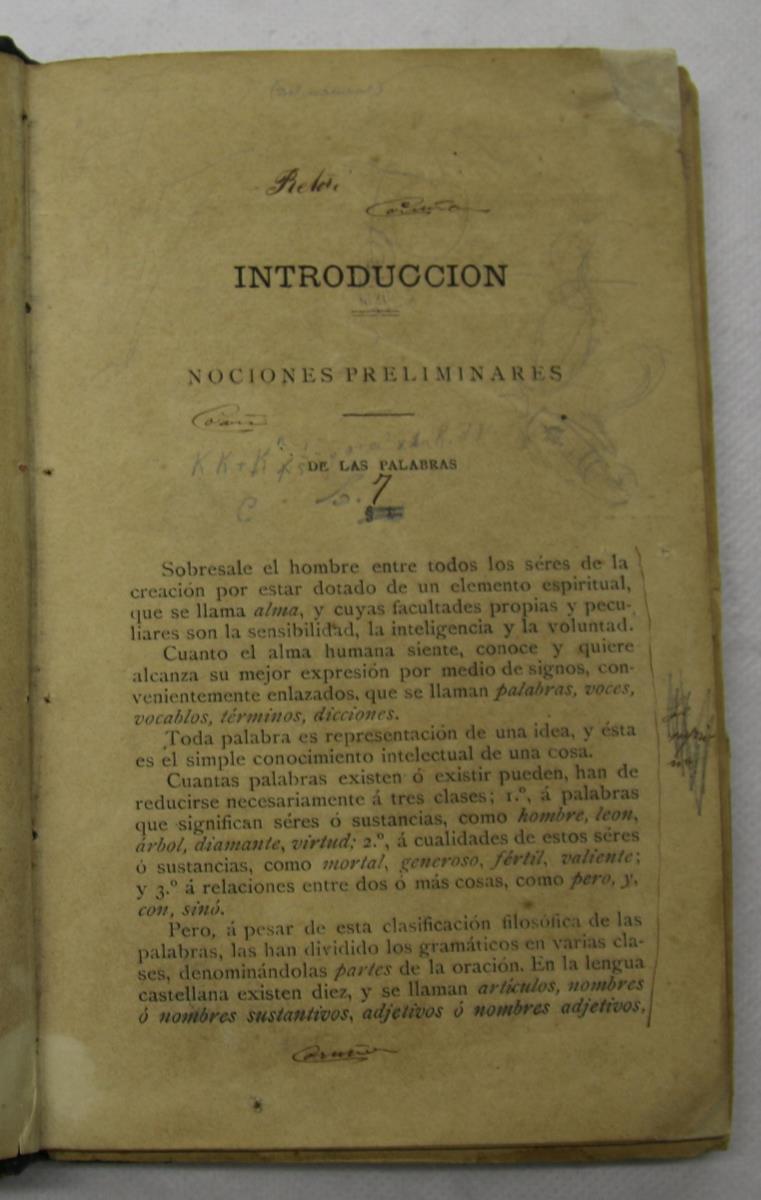 INTRODUCCION
NOCIONES PRELIMINARES
DE LAS PALABRAS
7
§ I.
Sobresale el hombre entre todos los séres de la
creación por estar dotado de un elemento espiritual,
que se llama alma, y cuyas facultades propias y pecu-
liares son la sensibilidad, la inteligencia y la voluntad.
Cuanto el alma humana siente, conoce y quiere
alcanza su mejor expresión por medio de signos, con-
venientemente enlazados, que se llaman palabras, voces,
vocablos, términos, dicciones.
Toda palabra es representación de una idea, y ésta
es el simple conocimiento intelectual de una cosa.
Cuantas palabras existen ó existir pueden, han de
reducirse necesariamente á tres clases; 1.º, á palabras
que significan séres ó sustancias, como hombre, leon,
árbol, diamante, virtud; 2.º, á cualidades de estos séres
ó sustancias, como mortal, generoso, fértil, valiente;
y 3.º á relaciones entre dos ó más cosas, como pero, y,
con, sinó.
Pero, á pesar de esta clasificación filosófica de las
palabras, las han dividido los gramáticos en varias cla-
ses, denominándolas partes de la oración. En la lengua
castellana existen diez, y se llaman artículos, nombres
ó nombres sustantivos, adjetivos ó nombres adjetivos,